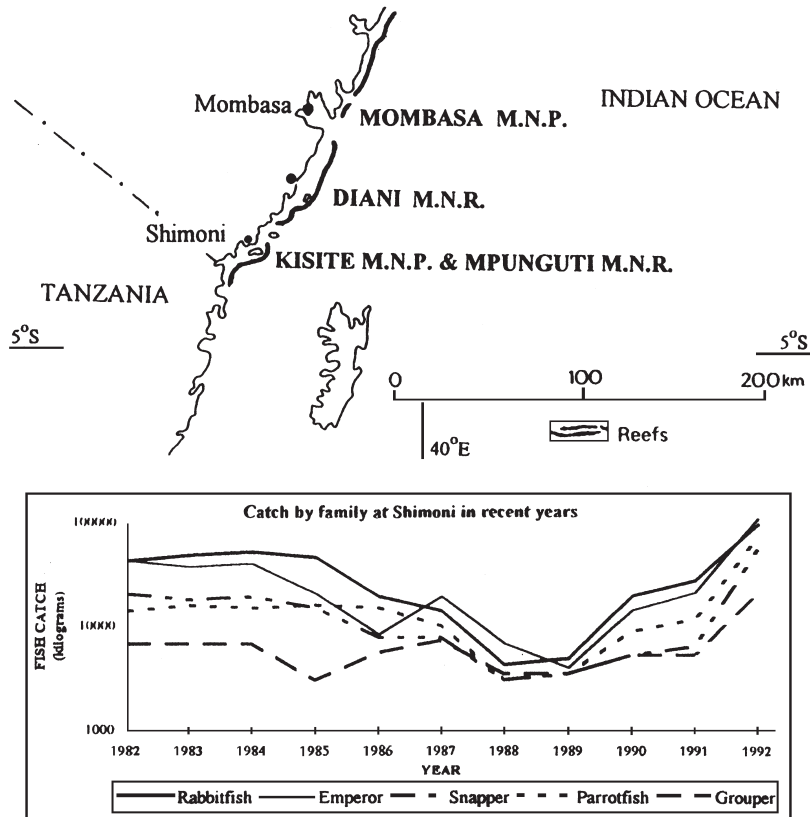 Mombasa
INDIAN OCEAN
MOMBASA M.N.P.
DIANI M.N.R.
Shimoni
KISITE M.N.P. & MPUNGUTI M.N.R.
TANZANIA
5°S
5°S
0 100 200 km
40°E
Reefs
Catch by family at Shimoni in recent years
100000
10000
1000
FISH CATCH
(kilograms)
1982 1983 1984 1985 1986 1987 1988 1989 1990 1991 1992
YEAR
Rabbitfish Emperor Snapper Parrotfish Grouper